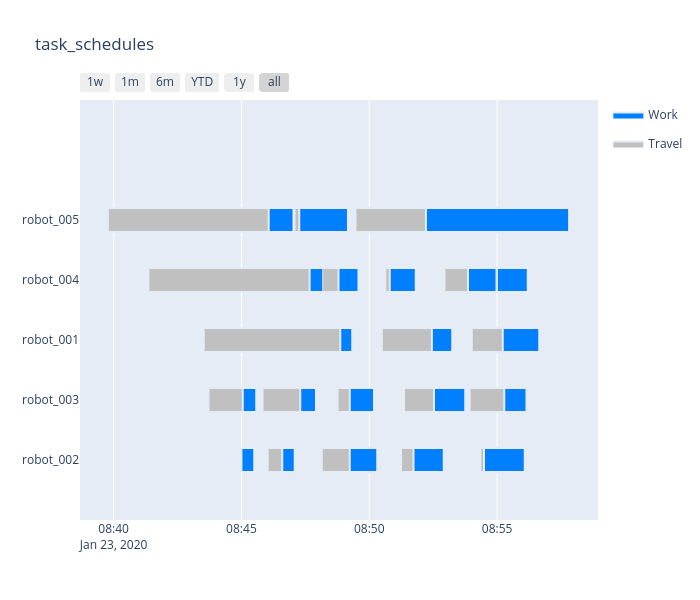 task_schedules
1w 1m 6m YTD 1y all
Work
Travel
robot_005
robot_004
robot_001
robot_003
robot_002
08:40 08:45 08:50 08:55
Jan 23, 2020